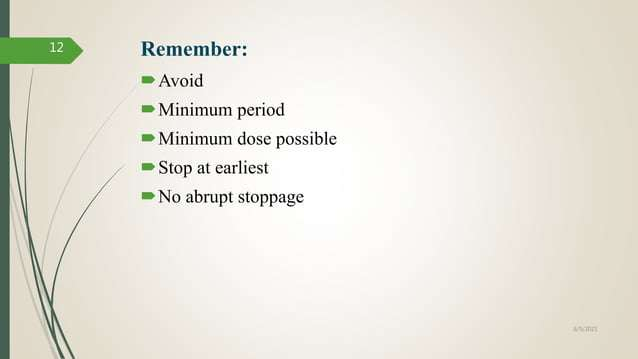 12
Remember:
Avoid
Minimum period
Minimum dose possible
Stop at earliest
No abrupt stoppage